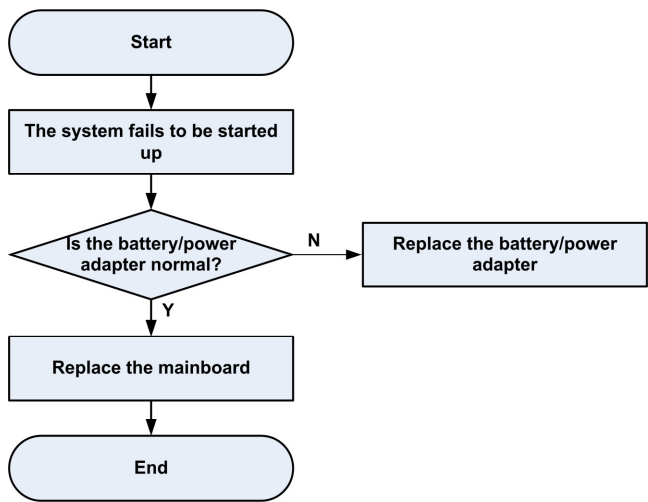 Start
The system fails to be started
up
Is the battery/power
adapter normal?
N
Replace the battery/power
adapter
Y
Replace the mainboard
End